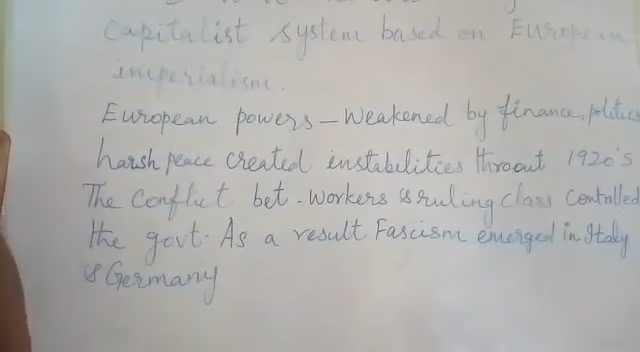 Capitalist system based on European
imperialism.
European powers – Weakened by finance, politics
harsh peace created instabilities throout 1920's
The conflict bet. Workers & ruling class controlled
the govt. As a result Fascism emerged in Italy
& Germany